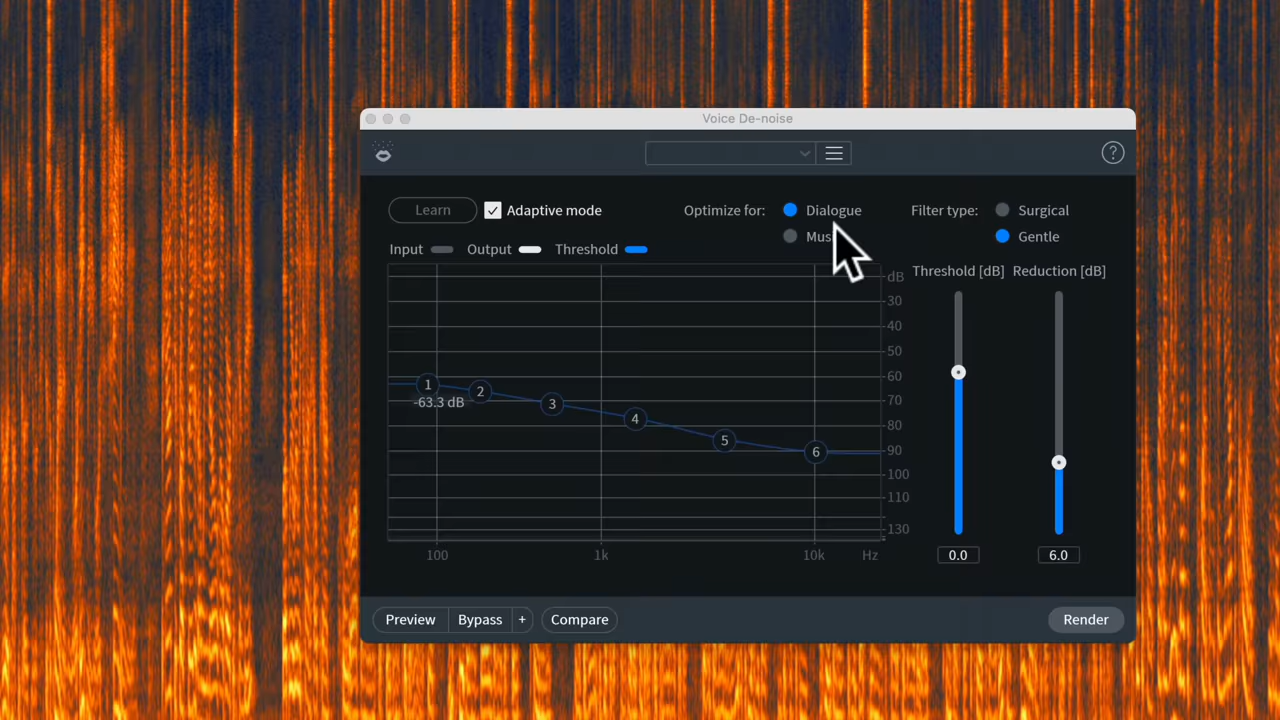 Voice De-noise
?
Learn Adaptive mode Optimize for: Dialogue Filter type: Surgical
Gentle
Input Output Threshold
Threshold [dB] Reduction [dB]
dB
30
40
50
60
70
80
90
100
110
130
1 2 3 4 5 6
-63.3 dB
100 1k 10k Hz
0.0 6.0
Preview Bypass + Compare Render